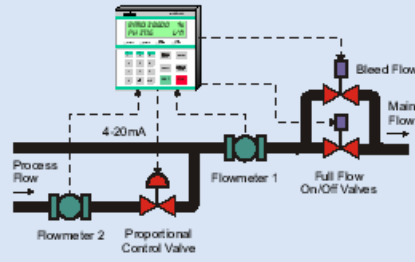 Bleed Flow
Main
Flow
4-20mA
Process
Flow
Flowmeter 1
Full Flow
On/Off Valves
Flowmeter 2
Proportional
Control Valve